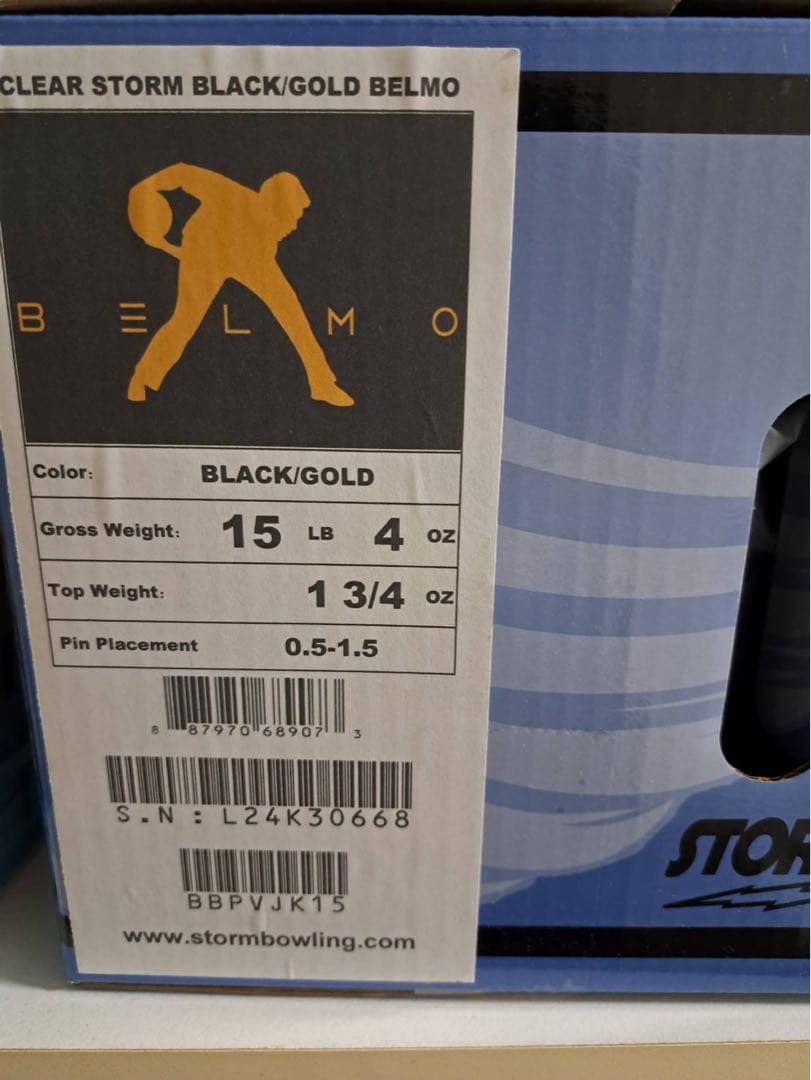 CLEAR STORM BLACK/GOLD BELMO
BELMO
Color: BLACK/GOLD
Gross Weight: 15 LB 4 oz
Top Weight: 1 3/4 oz
Pin Placement 0.5-1.5
8 87970 68907 3
S.N : L24K30668
BBPVJK15
www.stormbowling.com
STOR